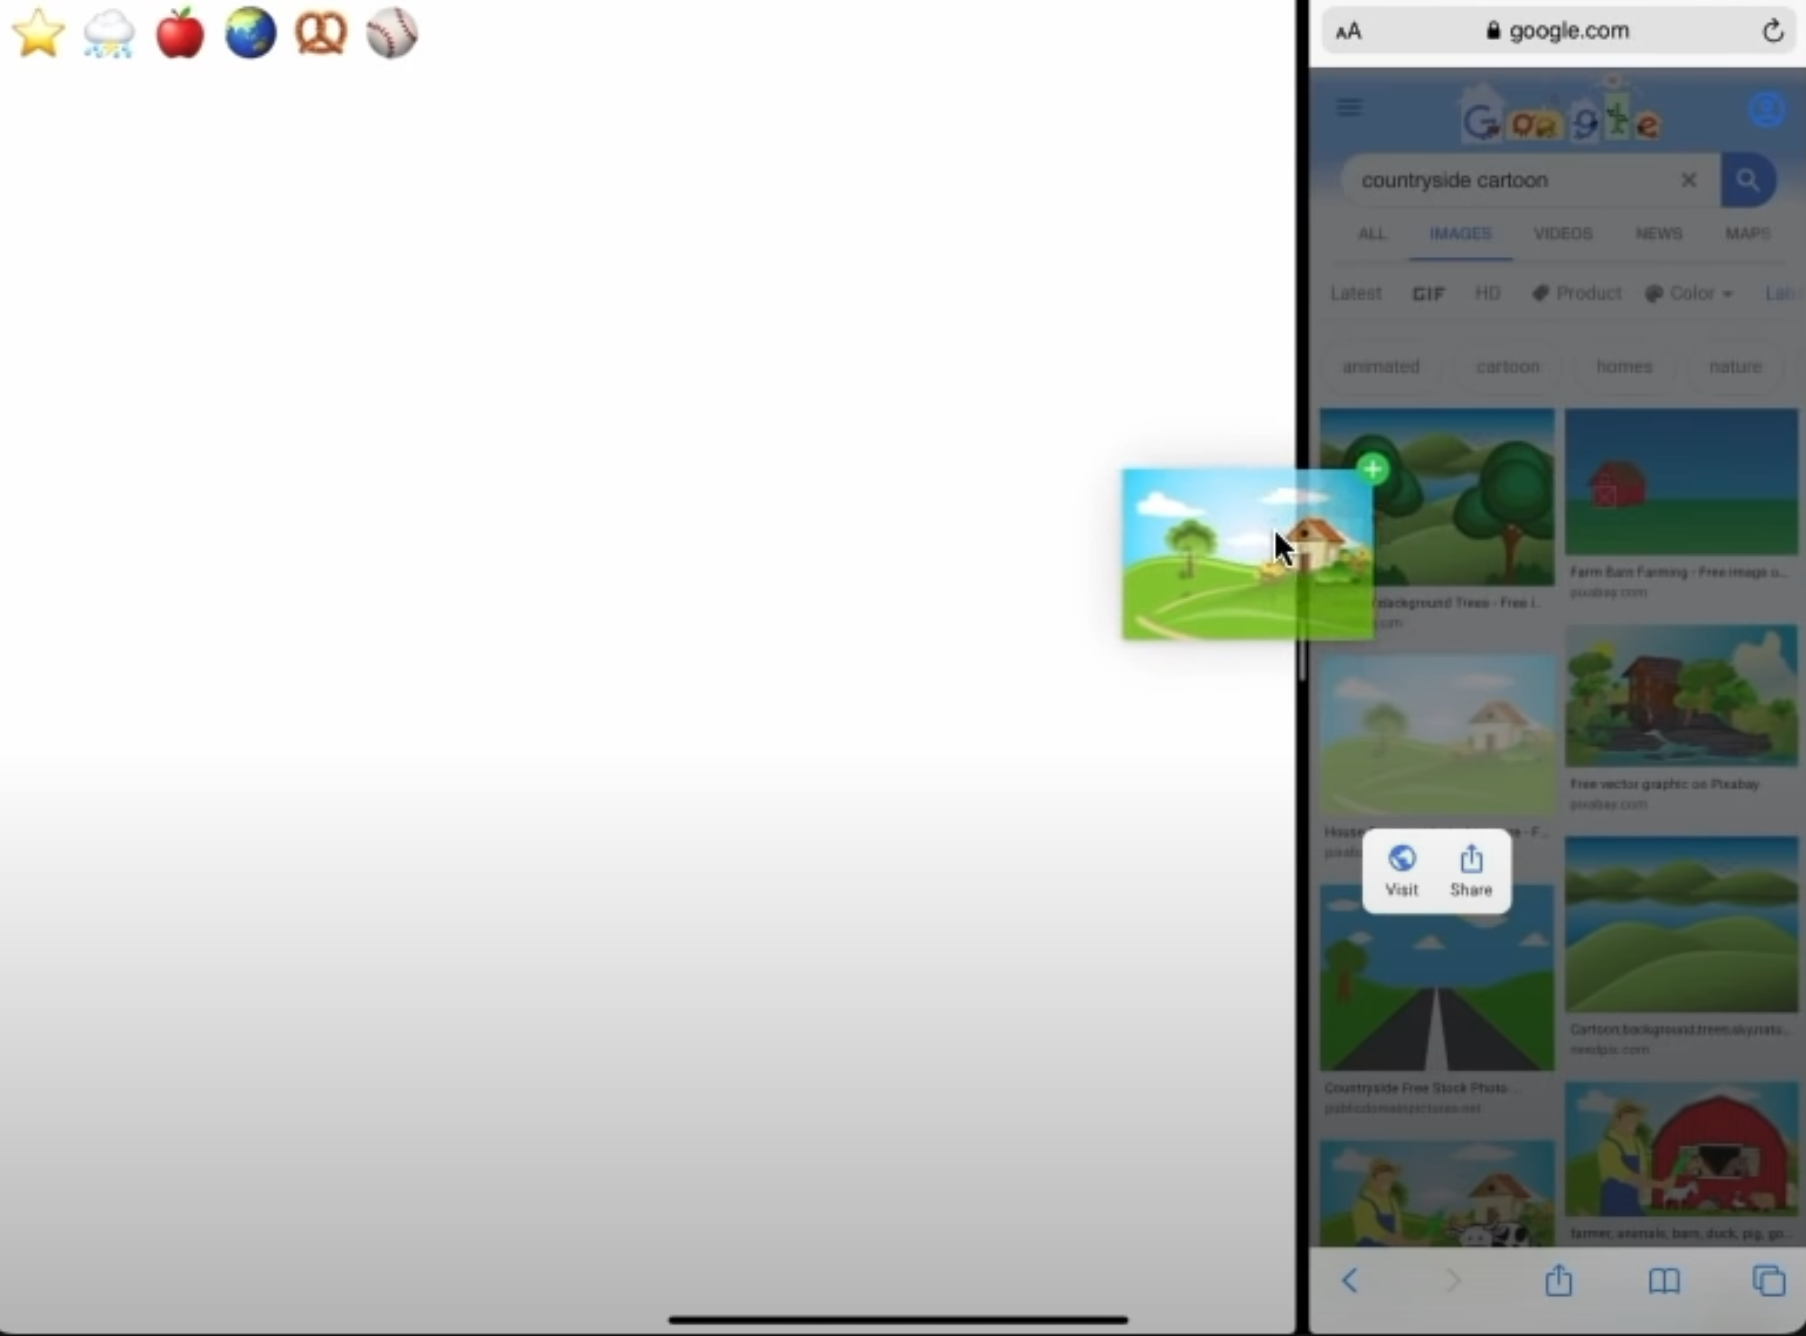 AA
google.com
Google
countryside cartoon
ALL IMAGES VIDEOS NEWS MAPS
Latest GIF HD Product Color
animated cartoon homes nature
Farm Barn Farming - Free image o...
pixabay.com
background Trees - Free i...
Free vector graphic on Pixabay
pixabay.com
House
Visit Share
Cartoon,background,trees,sky,natu...
needpix.com
Countryside Free Stock Photo ...
publicdomainpictures.net
farmer, animals, barn, duck, pig, go...